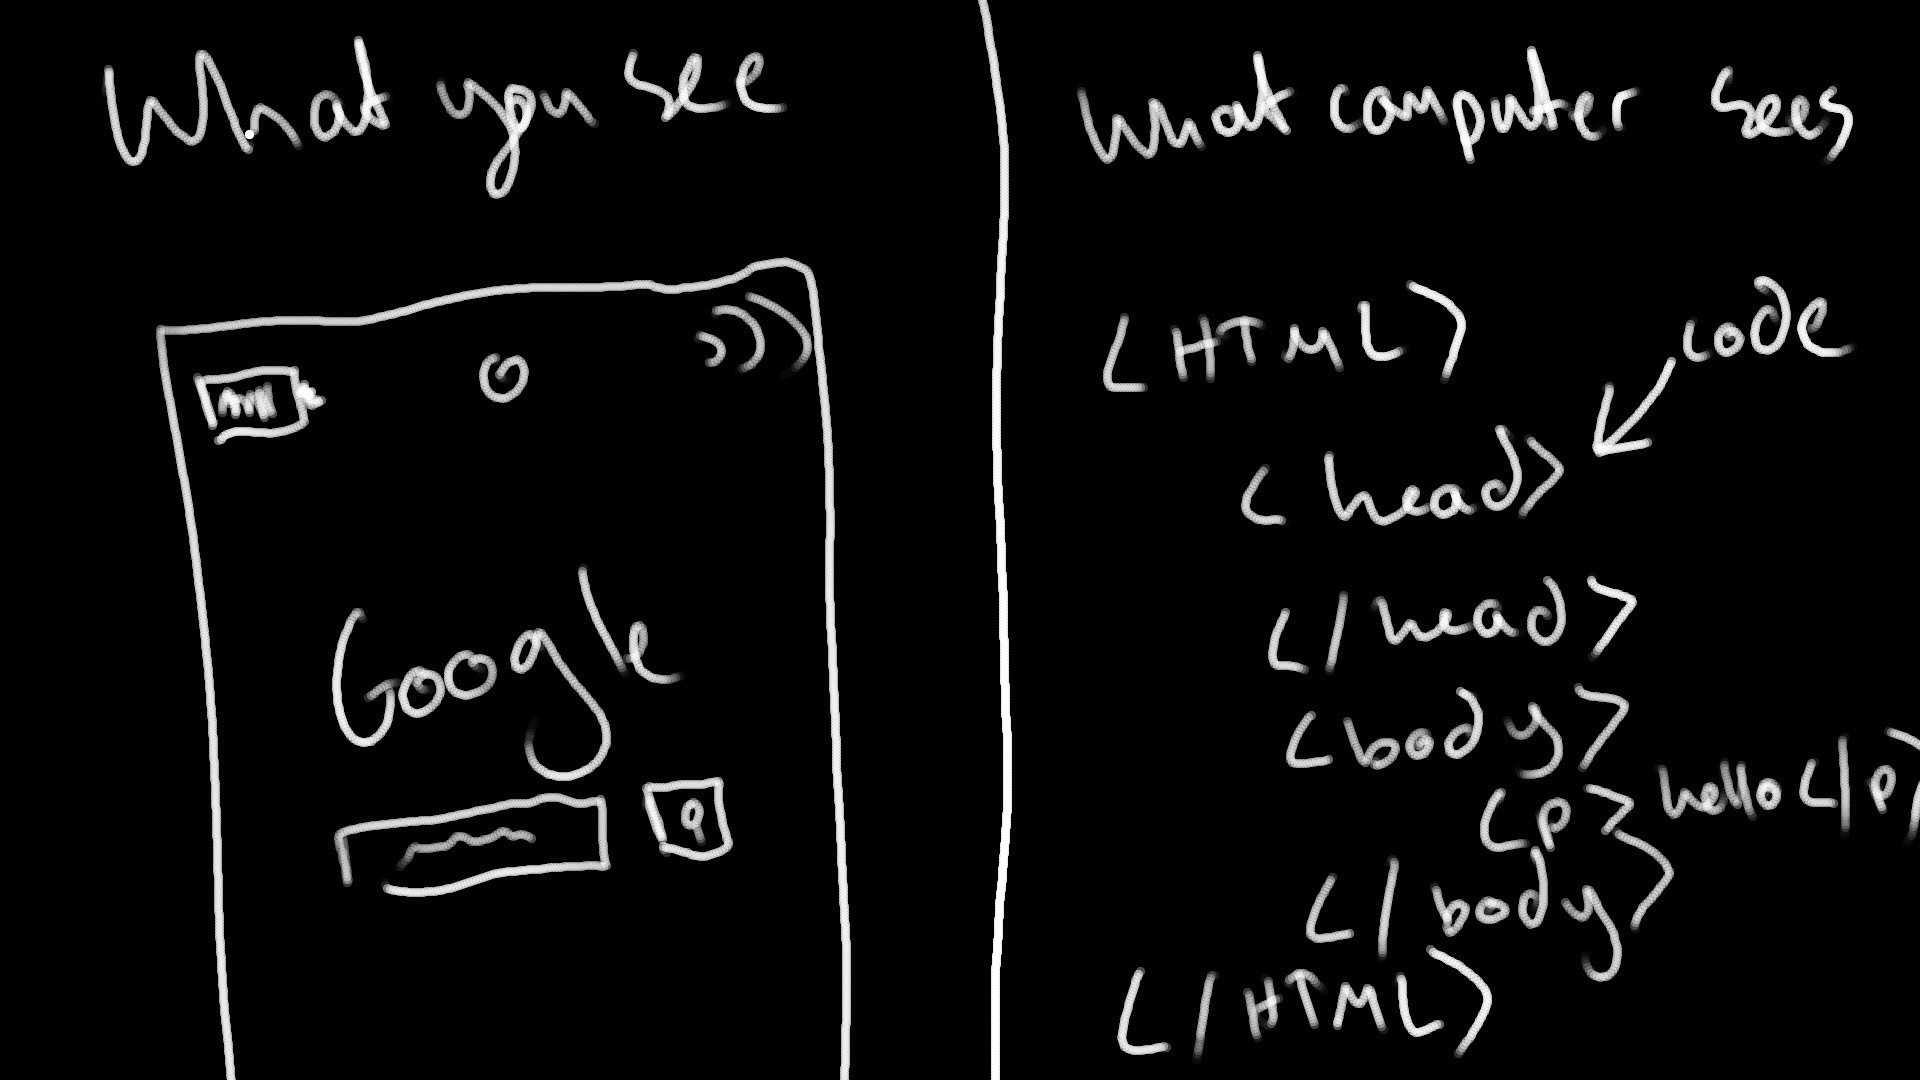 What you see
Google
What computer sees
<HTML>
code
<head>
</head>
<body>
<p> hello </p>
</body>
</HTML>